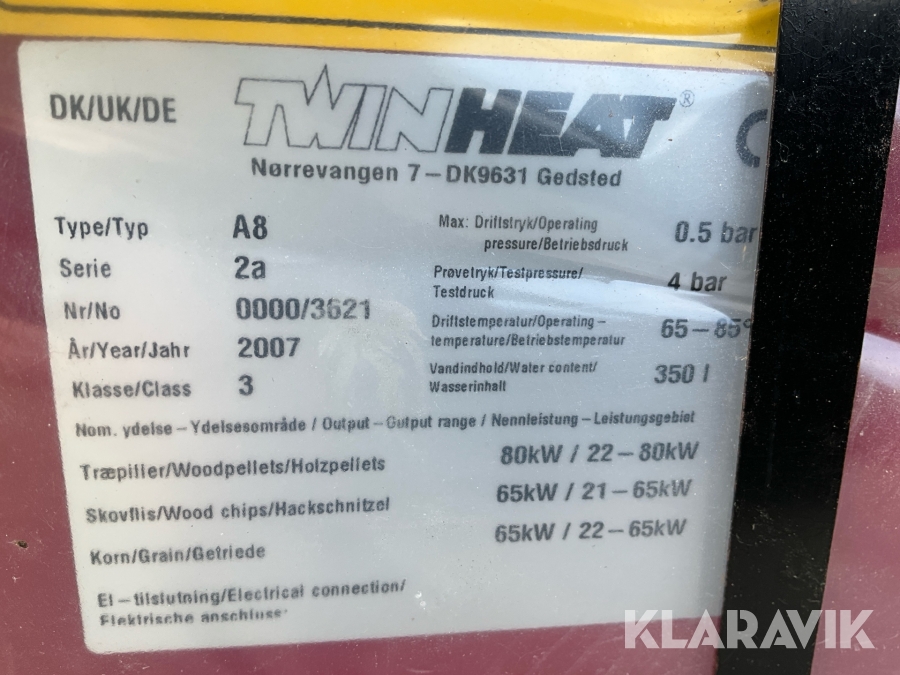 DK/UK/DE
TWINHEAT®
Nørrevangen 7-DK9631 Gedsted
Type/Typ A8
Serie 2a
Nr/No 0000/3621
År/Year/Jahr 2007
Klasse/Class 3
Max: Driftstryk/Operating
pressure/Betriebsdruck 0.5 bar
Prøvetryk/Testpressure/
Testdruck 4 bar
Driftstemperatur/Operating-
temperature/Betriebstemperatur 65-85°
Vandindhold/Water content/
Wasserinhalt 350 l
Nom. ydelse-Ydelsesområde / Output-Output range / Nennleistung-Leistungsgebiet
Træpiller/Woodpellets/Holzpellets 80kW / 22-80kW
Skovflis/Wood chips/Hackschnitzel 65kW / 21-65kW
Korn/Grain/Getriede 65kW / 22-65kW
El-tilslutning/Electrical connection/
Elektrische anschluss:
KLARAVIK